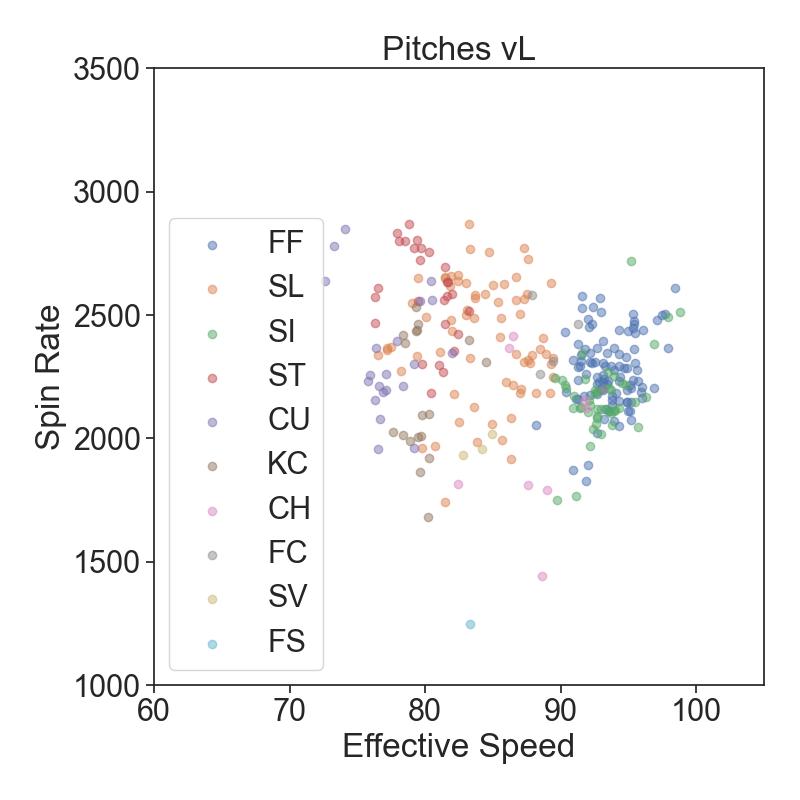 Pitches vL
3500
3000
2500
2000
1500
1000
Spin Rate
FF
SL
SI
ST
CU
KC
CH
FC
SV
FS
60 70 80 90 100
Effective Speed